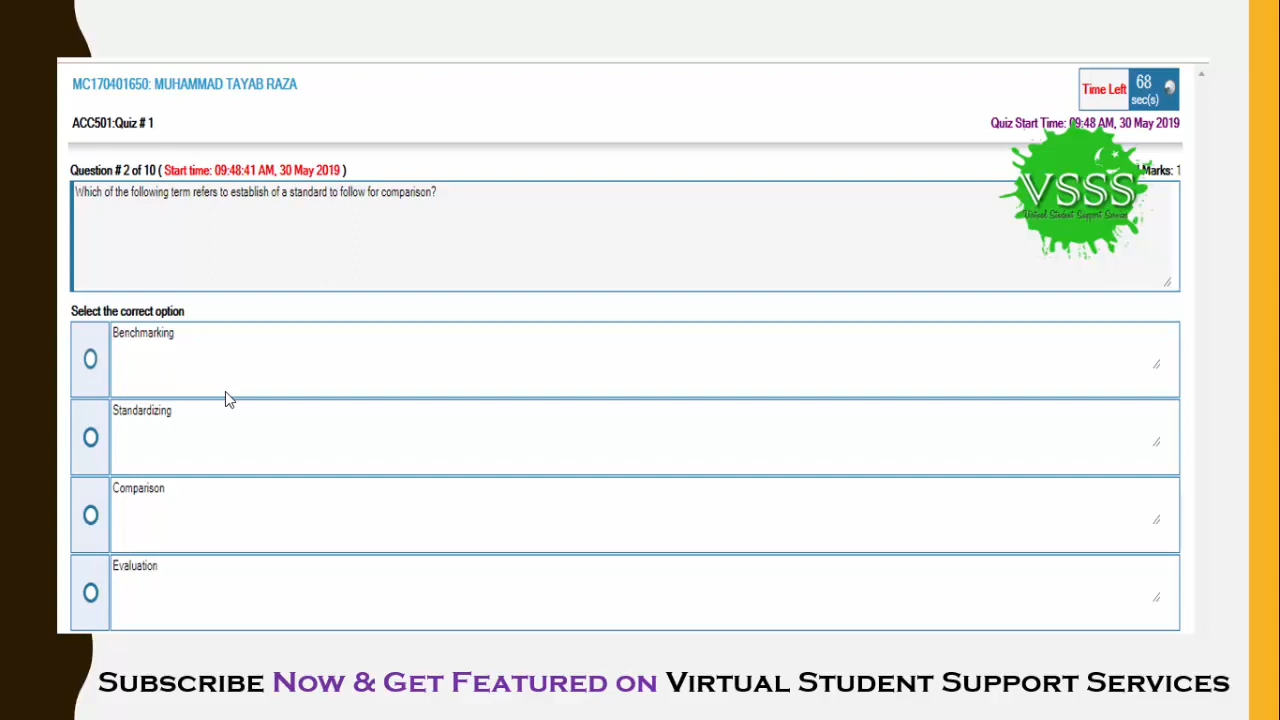 MC170401650: MUHAMMAD TAYAB RAZA
Time Left 68 sec(s)
ACC501:Quiz # 1
Quiz Start Time: 09:48 AM, 30 May 2019
Question # 2 of 10 ( Start time: 09:48:41 AM, 30 May 2019 )
Marks: 1
Which of the following term refers to establish of a standard to follow for comparison?
VSSS
Virtual Student Support Services
Select the correct option
Benchmarking
Standardizing
Comparison
Evaluation
Subscribe Now & Get Featured on Virtual Student Support Services